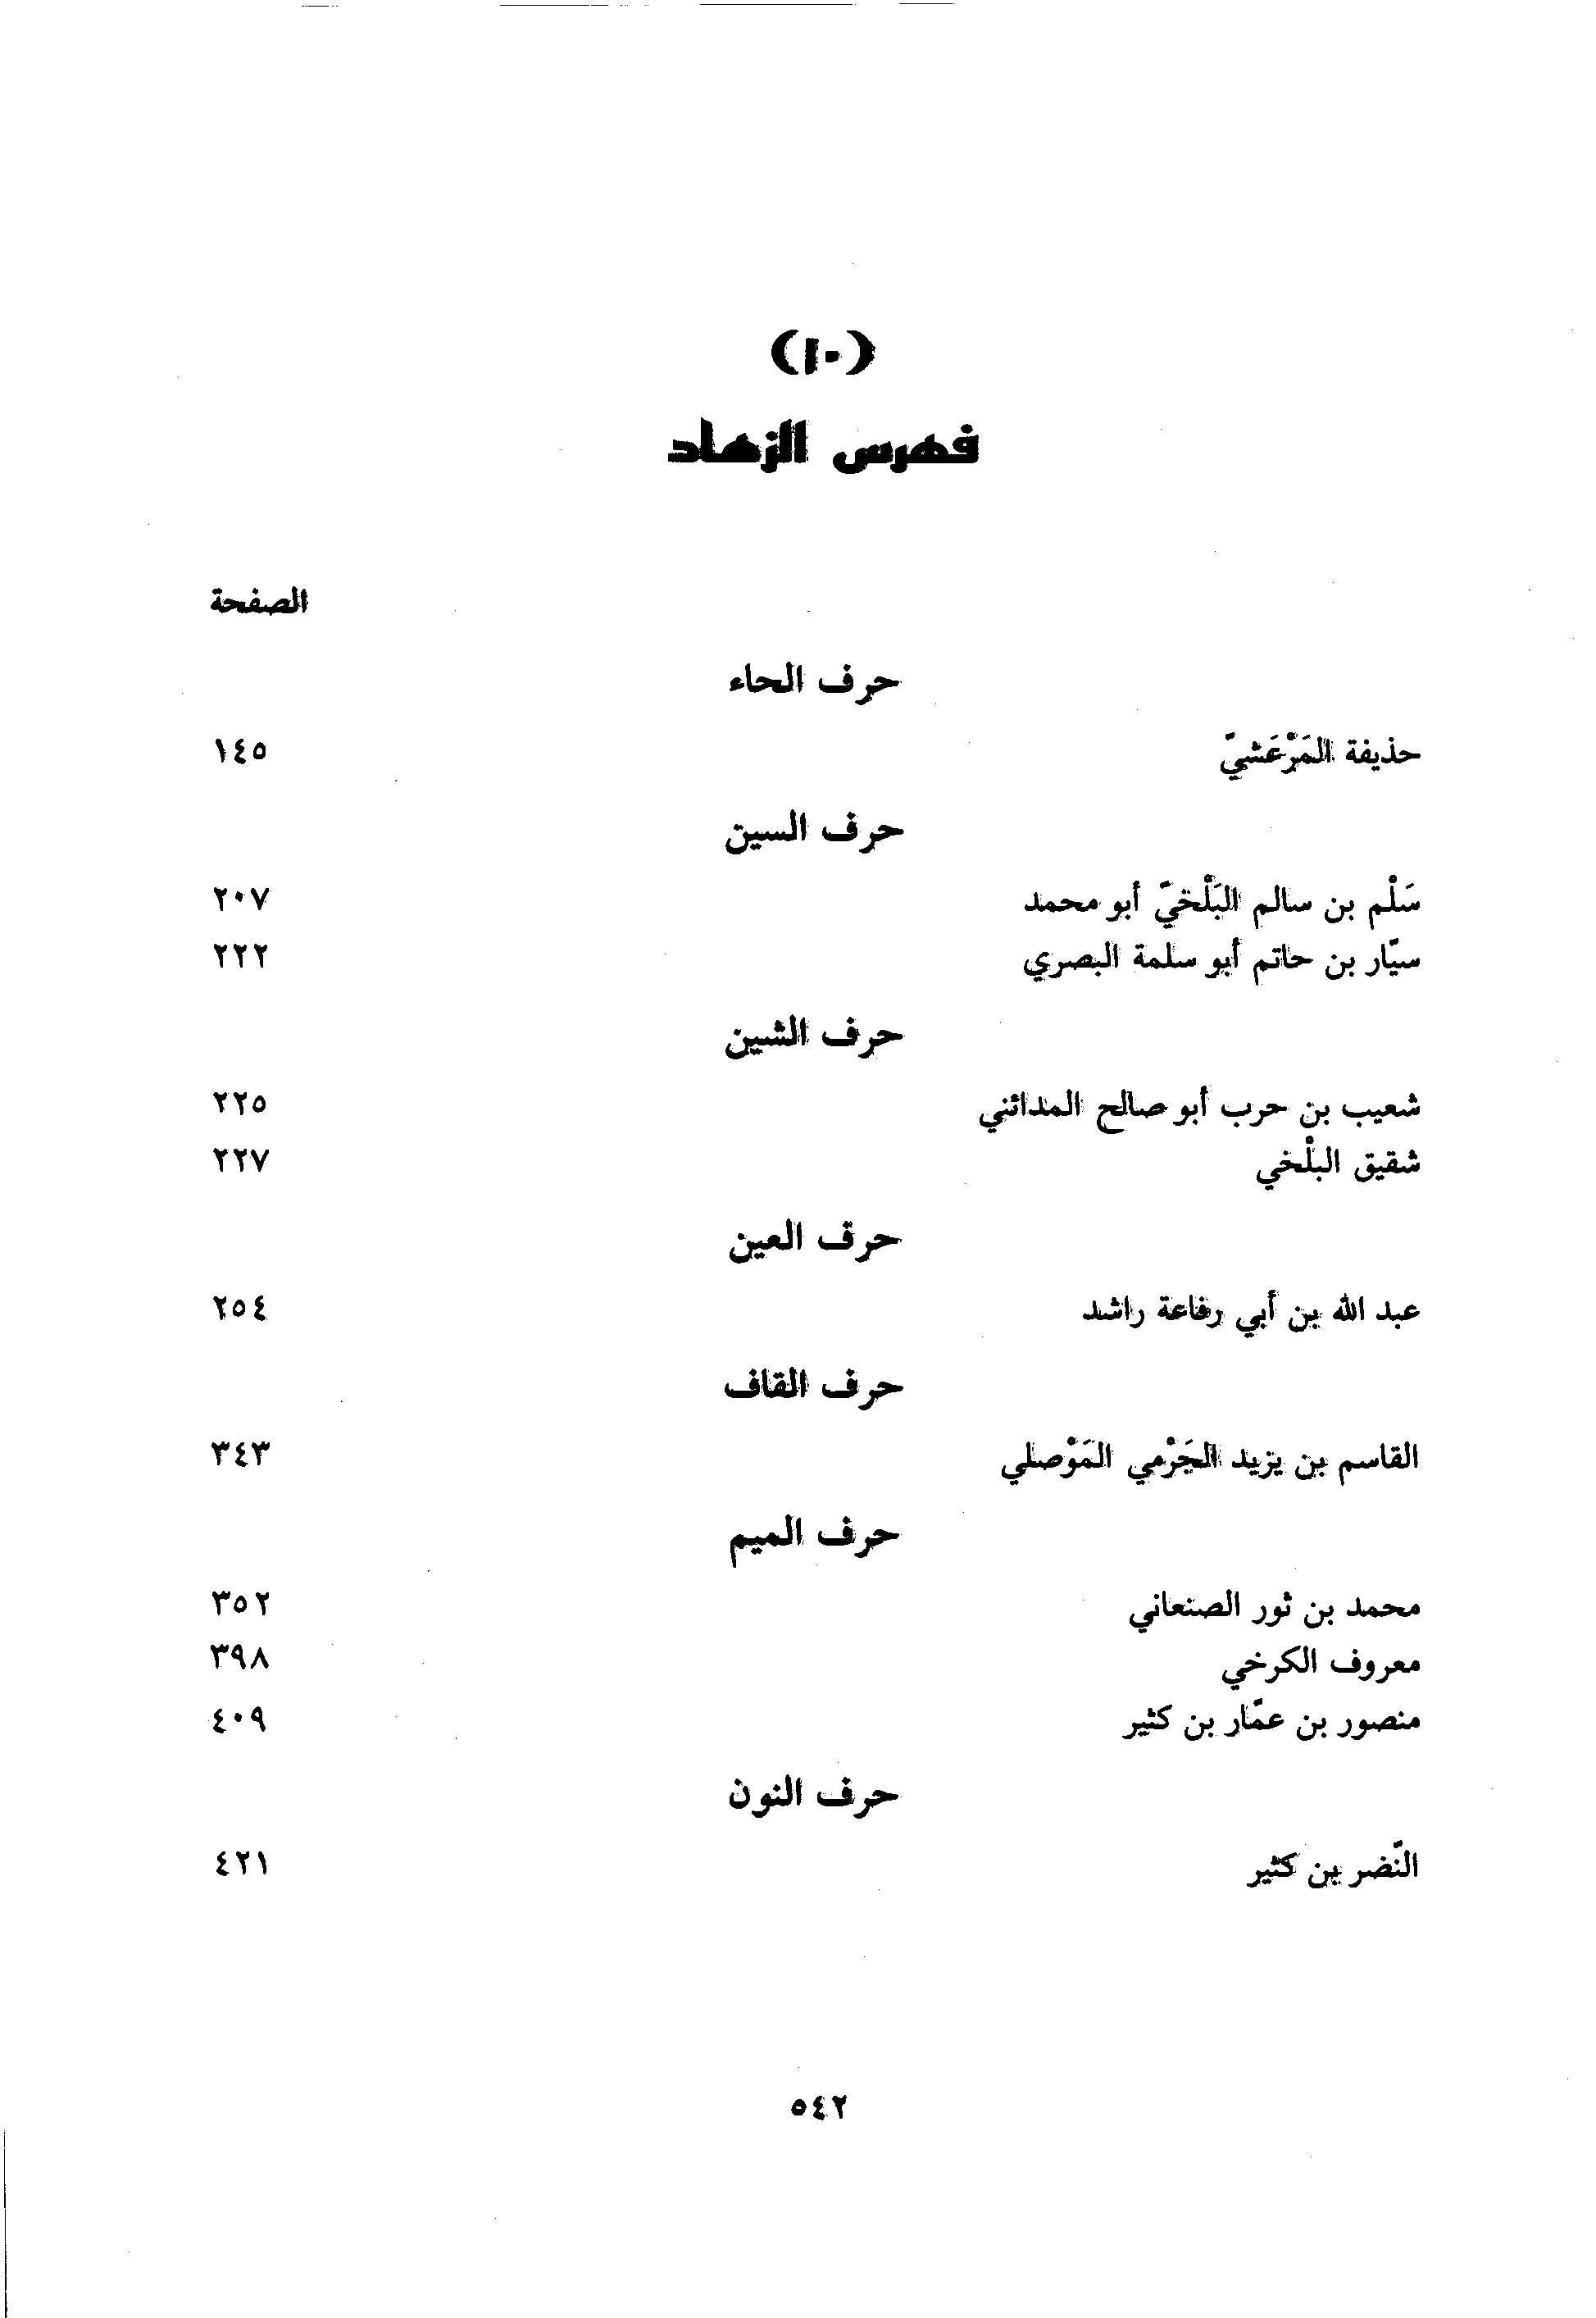 (١٠)
فهرس الزهاد
الصفحة
حرف الحاء
حذيفة المَرْعَشيّ ١٤٥
حرف السين
سَلْم بن سالم البَلْخيّ أبو محمد ٢٠٧
سيّار بن حاتم أبو سلمة البصري ٢٢٢
حرف الشين
شعيب بن حرب أبو صالح المدائني ٢٢٥
شقيق البلْخي ٢٢٧
حرف العين
عبد الله بن أبي رفاعة راشد ٢٥٤
حرف القاف
القاسم بن يزيد الجَرْمي المَوْصلي ٣٤٣
حرف الميم
محمد بن ثور الصنعاني ٣٥٢
معروف الكرخي ٣٩٨
منصور بن عمّار بن كثير ٤٠٩
حرف النون
النّضر بن كثير ٤٢١
٥٤٢